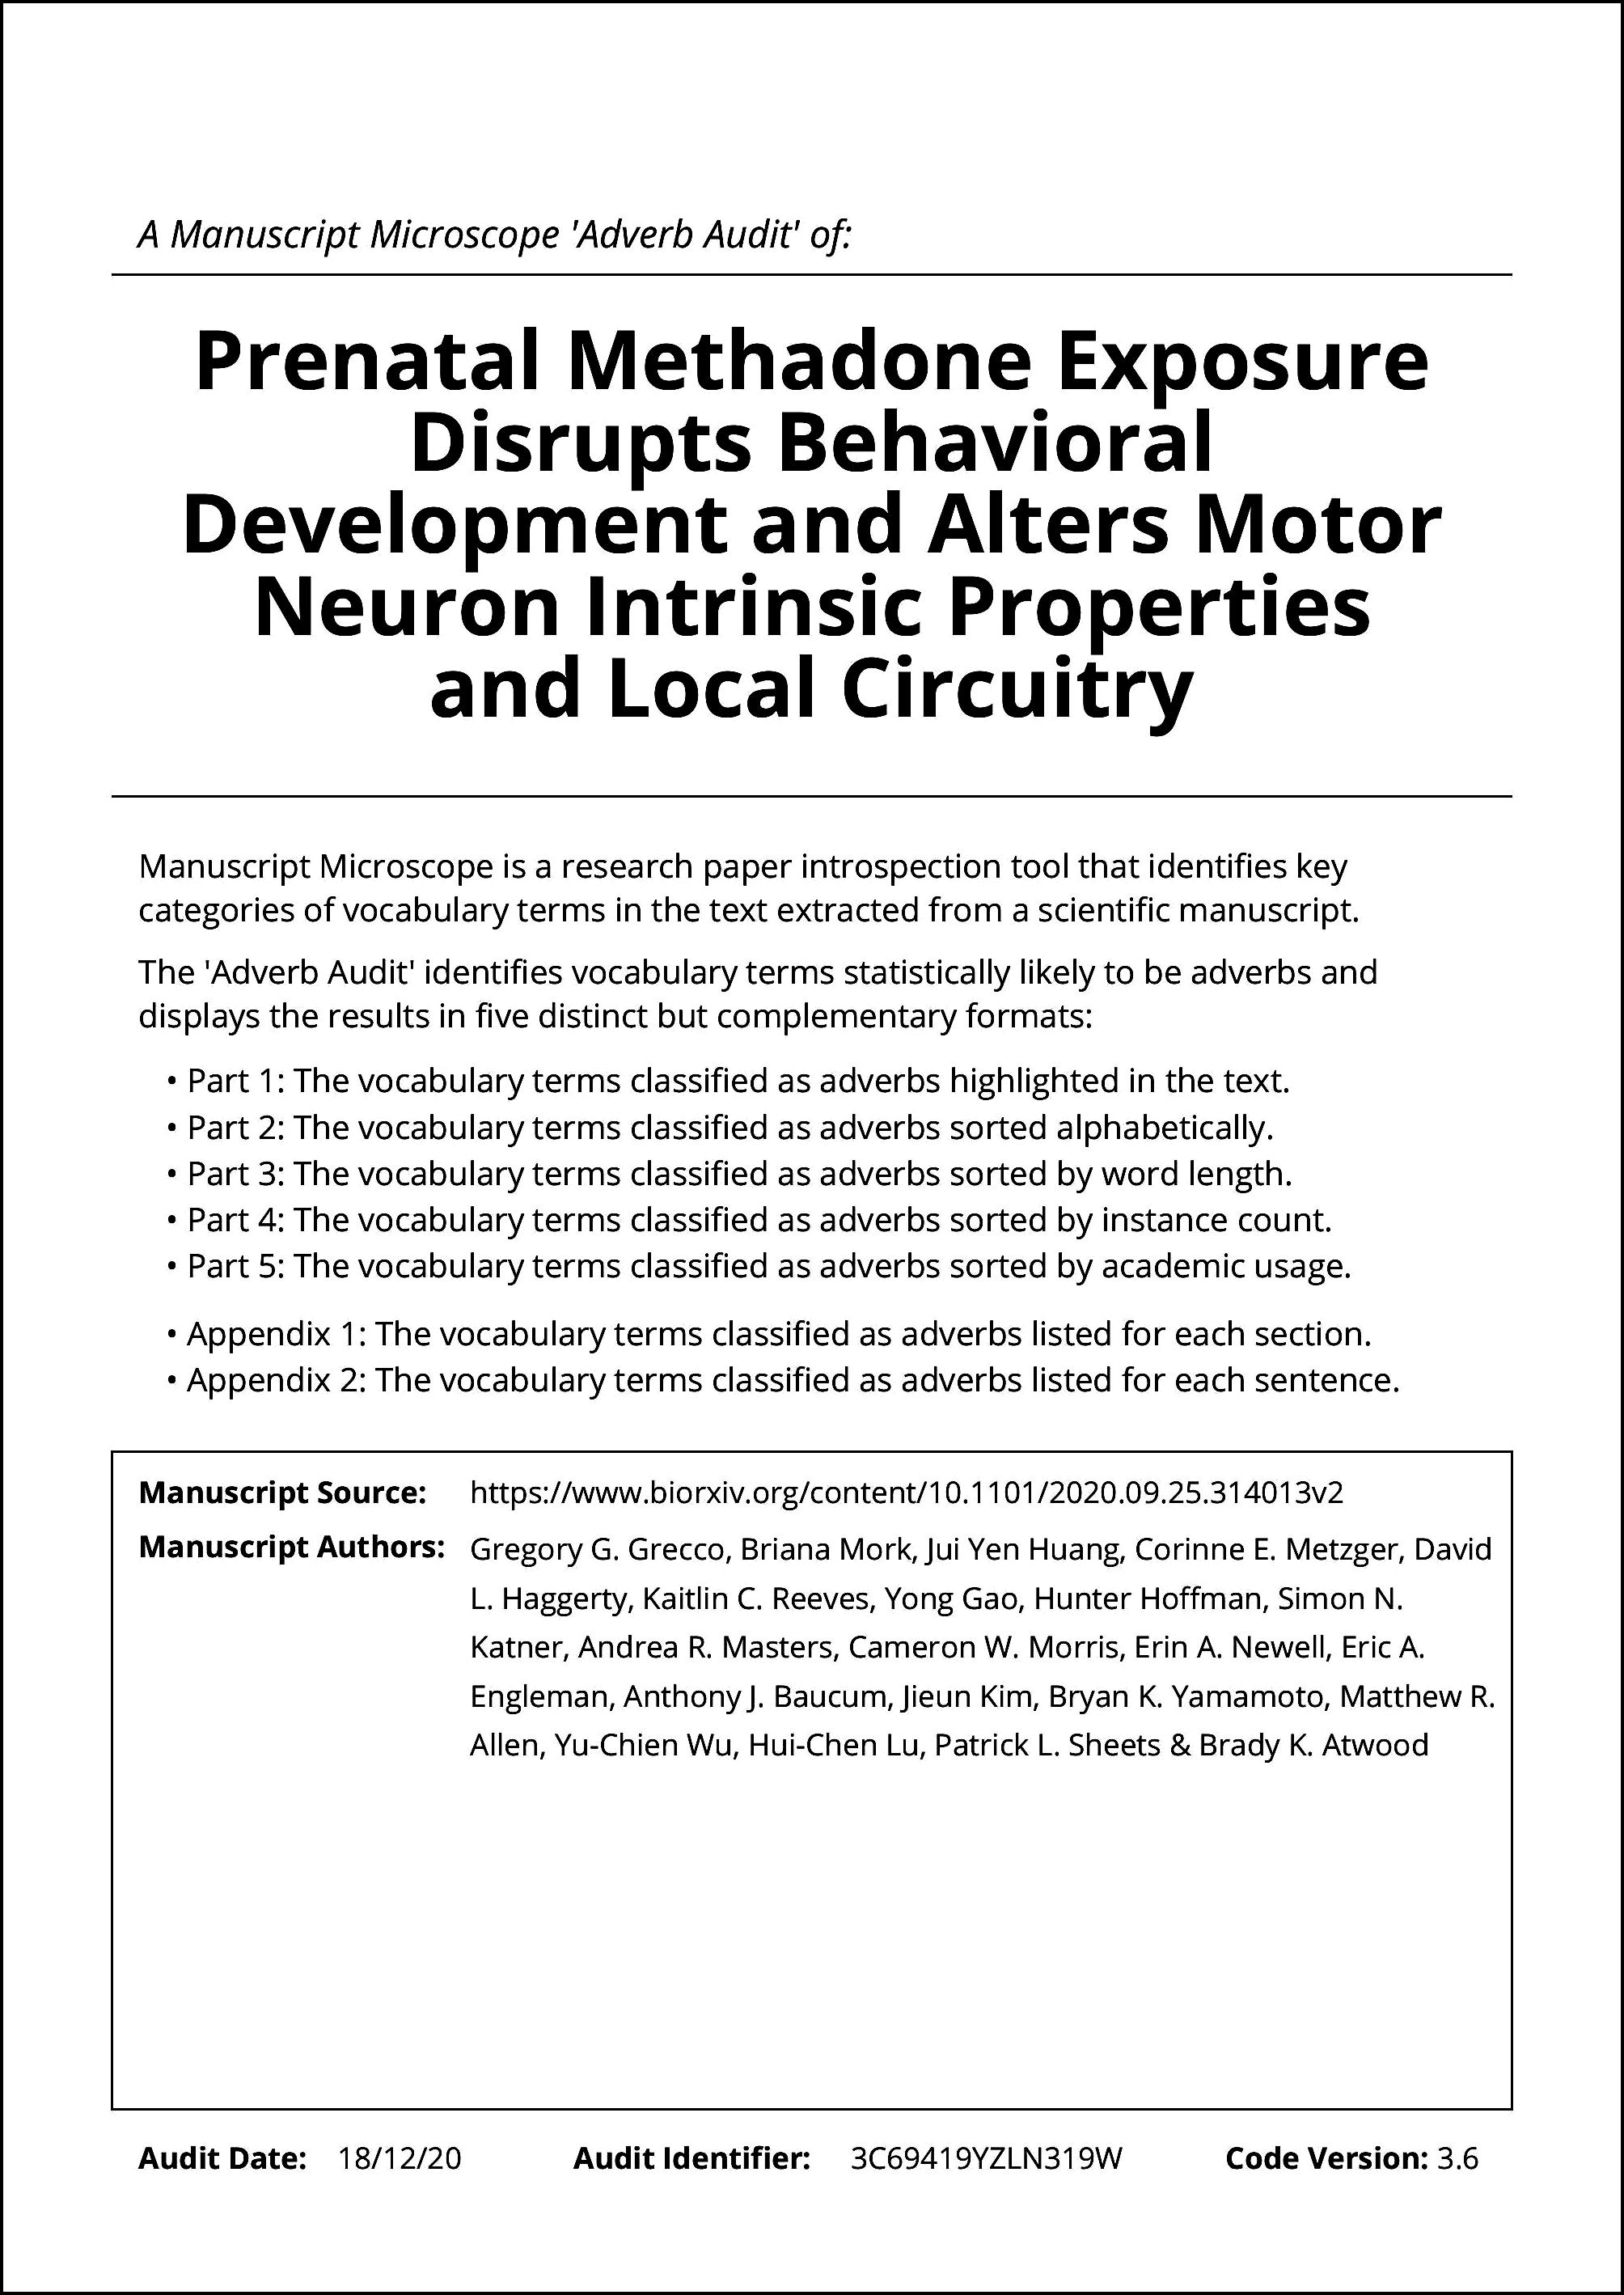 A Manuscript Microscope 'Adverb Audit' of:
Prenatal Methadone Exposure
Disrupts Behavioral
Development and Alters Motor
Neuron Intrinsic Properties
and Local Circuitry
Manuscript Microscope is a research paper introspection tool that identifies key
categories of vocabulary terms in the text extracted from a scientific manuscript.
The 'Adverb Audit' identifies vocabulary terms statistically likely to be adverbs and
displays the results in five distinct but complementary formats:
• Part 1: The vocabulary terms classified as adverbs highlighted in the text.
• Part 2: The vocabulary terms classified as adverbs sorted alphabetically.
• Part 3: The vocabulary terms classified as adverbs sorted by word length.
• Part 4: The vocabulary terms classified as adverbs sorted by instance count.
• Part 5: The vocabulary terms classified as adverbs sorted by academic usage.
• Appendix 1: The vocabulary terms classified as adverbs listed for each section.
• Appendix 2: The vocabulary terms classified as adverbs listed for each sentence.
Manuscript Source: https://www.biorxiv.org/content/10.1101/2020.09.25.314013v2
Manuscript Authors: Gregory G. Grecco, Briana Mork, Jui Yen Huang, Corinne E. Metzger, David
L. Haggerty, Kaitlin C. Reeves, Yong Gao, Hunter Hoffman, Simon N.
Katner, Andrea R. Masters, Cameron W. Morris, Erin A. Newell, Eric A.
Engleman, Anthony J. Baucum, Jieun Kim, Bryan K. Yamamoto, Matthew R.
Allen, Yu-Chien Wu, Hui-Chen Lu, Patrick L. Sheets & Brady K. Atwood
Audit Date: 18/12/20 Audit Identifier: 3C69419YZLN319W Code Version: 3.6